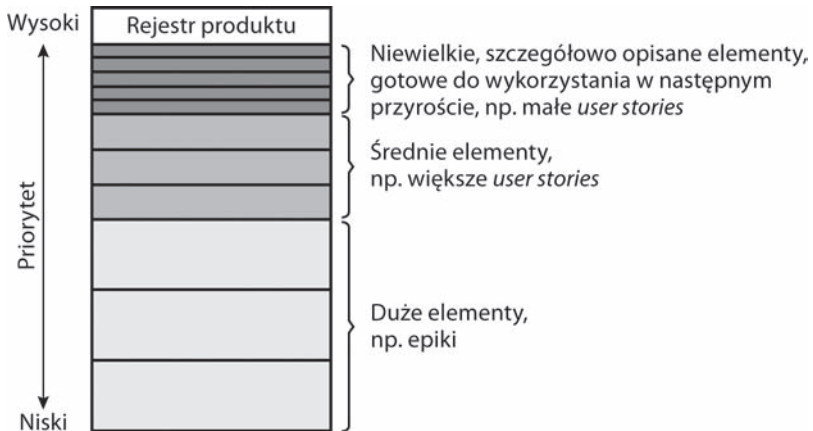 Wysoki
Rejestr produktu
Niewielkie, szczegółowo opisane elementy,
gotowe do wykorzystania w następnym
przyroście, np. małe user stories
Średnie elementy,
np. większe user stories
Priorytet
Duże elementy,
np. epiki
Niski